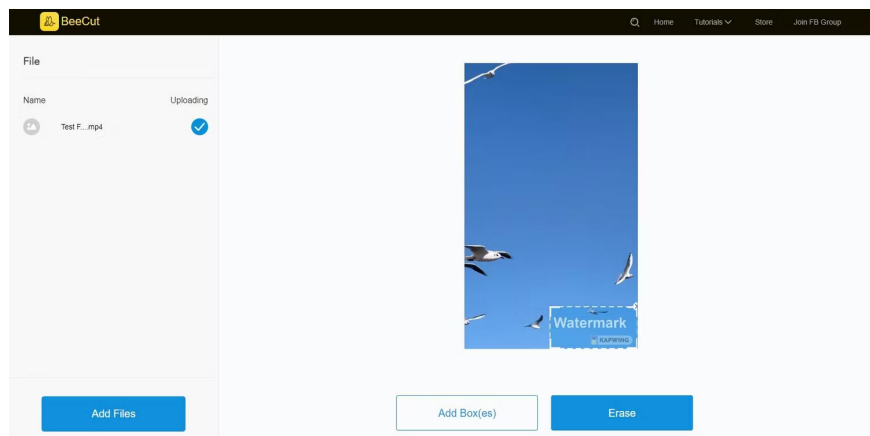 BeeCut
Home Tutorials Store Join FB Group
File
Name Uploading
Test F....mp4
Watermark
KAPWING
Add Files
Add Box(es)
Erase